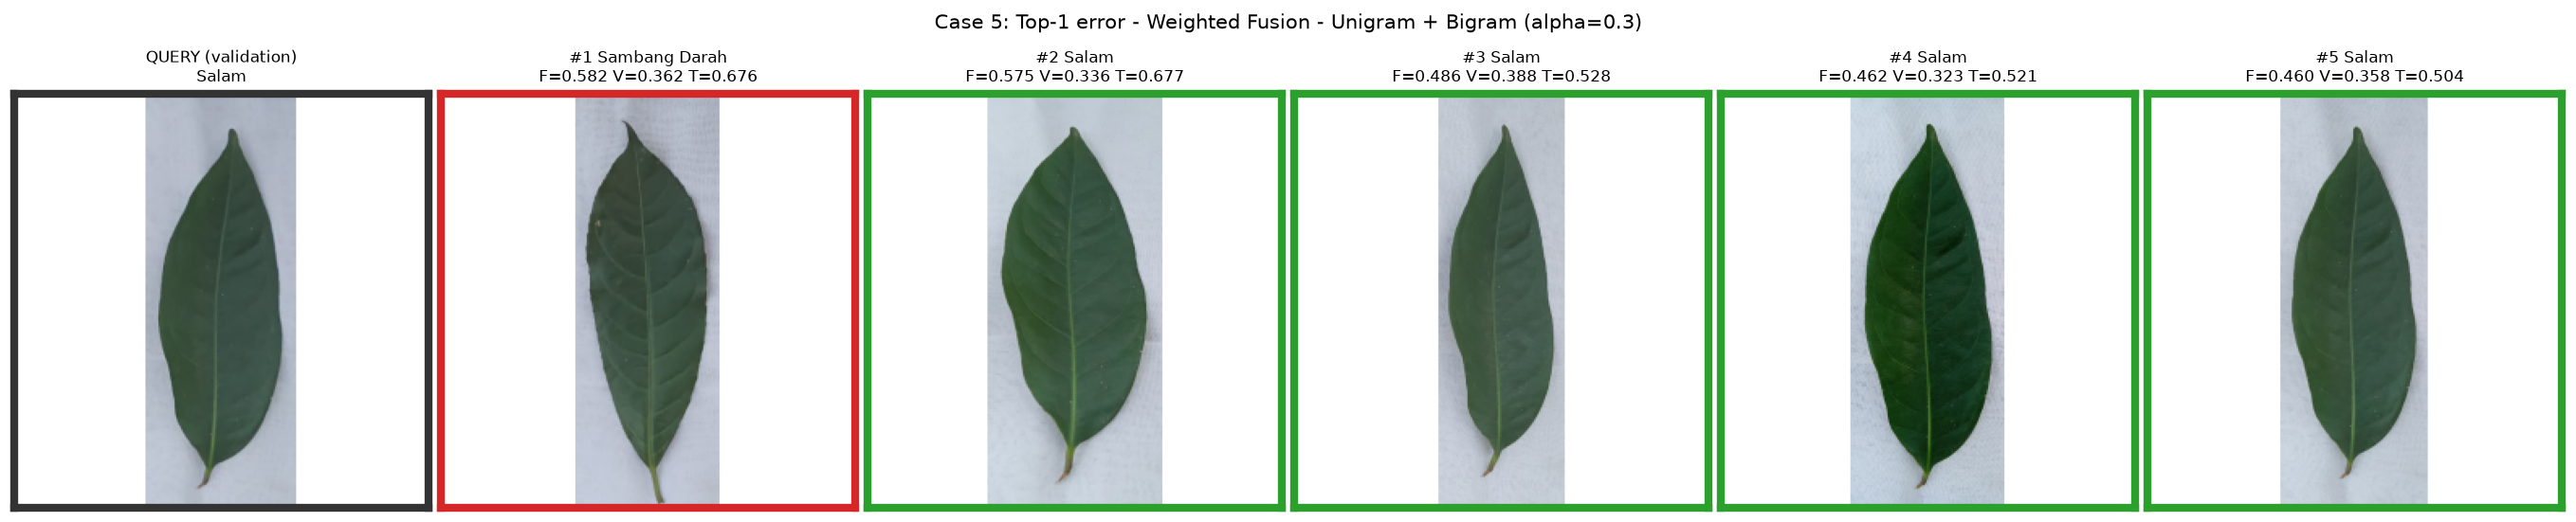 Case 5: Top-1 error - Weighted Fusion - Unigram + Bigram (alpha=0.3)
QUERY (validation)
Salam
#1 Sambang Darah
F=0.582 V=0.362 T=0.676
#2 Salam
F=0.575 V=0.336 T=0.677
#3 Salam
F=0.486 V=0.388 T=0.528
#4 Salam
F=0.462 V=0.323 T=0.521
#5 Salam
F=0.460 V=0.358 T=0.504